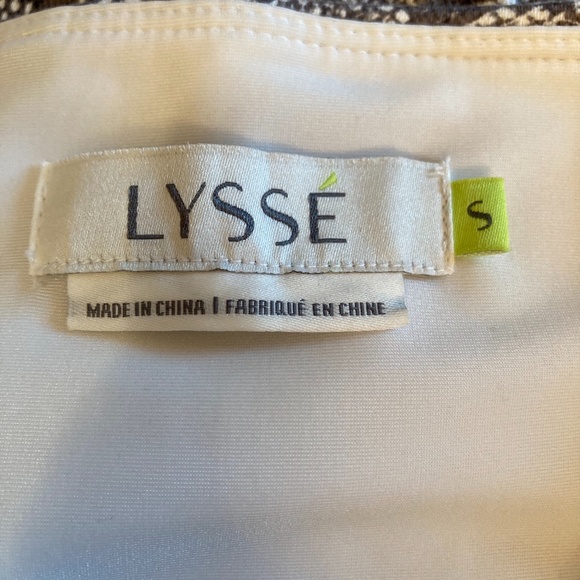 LYSSÉ
S
MADE IN CHINA | FABRIQUÉ EN CHINE